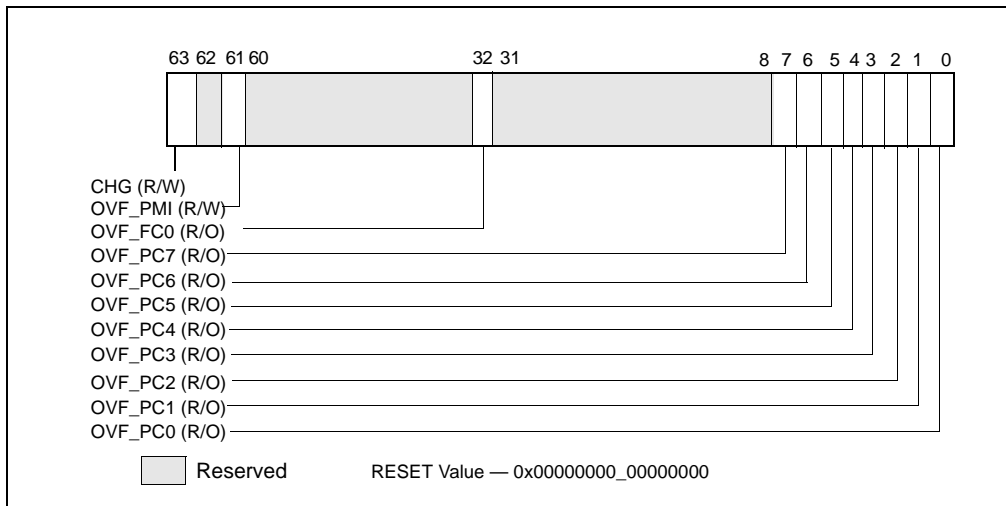 63 62 61 60 32 31 8 7 6 5 4 3 2 1 0
CHG (R/W)
OVF_PMI (R/W)
OVF_FC0 (R/O)
OVF_PC7 (R/O)
OVF_PC6 (R/O)
OVF_PC5 (R/O)
OVF_PC4 (R/O)
OVF_PC3 (R/O)
OVF_PC2 (R/O)
OVF_PC1 (R/O)
OVF_PC0 (R/O)
Reserved RESET Value — 0x00000000_00000000